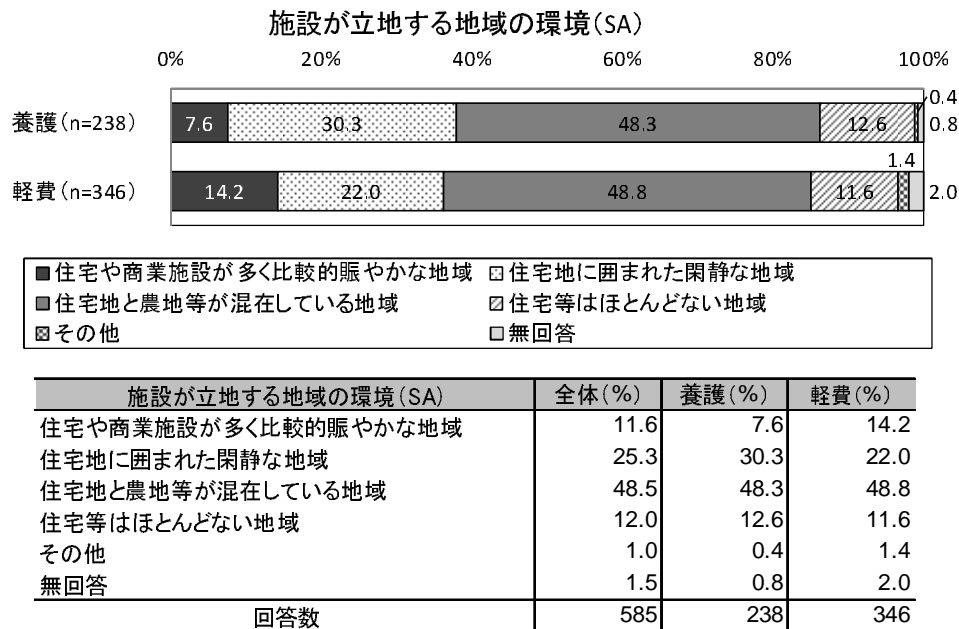 施設が立地する地域の環境(SA)
0% 20% 40% 60% 80% 100%
養護(n=238) 7.6 30.3 48.3 12.6 0.4 0.8
軽費(n=346) 14.2 22.0 48.8 11.6 1.4 2.0
住宅や商業施設が多く比較的賑やかな地域 住宅地に囲まれた閑静な地域
住宅地と農地等が混在している地域 住宅等はほとんどない地域
その他 無回答
施設が立地する地域の環境(SA) 全体(%) 養護(%) 軽費(%)
住宅や商業施設が多く比較的賑やかな地域 11.6 7.6 14.2
住宅地に囲まれた閑静な地域 25.3 30.3 22.0
住宅地と農地等が混在している地域 48.5 48.3 48.8
住宅等はほとんどない地域 12.0 12.6 11.6
その他 1.0 0.4 1.4
無回答 1.5 0.8 2.0
回答数 585 238 346